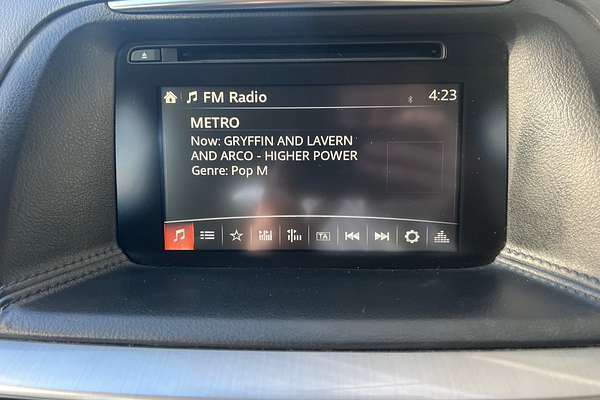 FM Radio 4:23
METRO
Now: GRYFFIN AND LAVERN
AND ARCO - HIGHER POWER
Genre: Pop M
TA